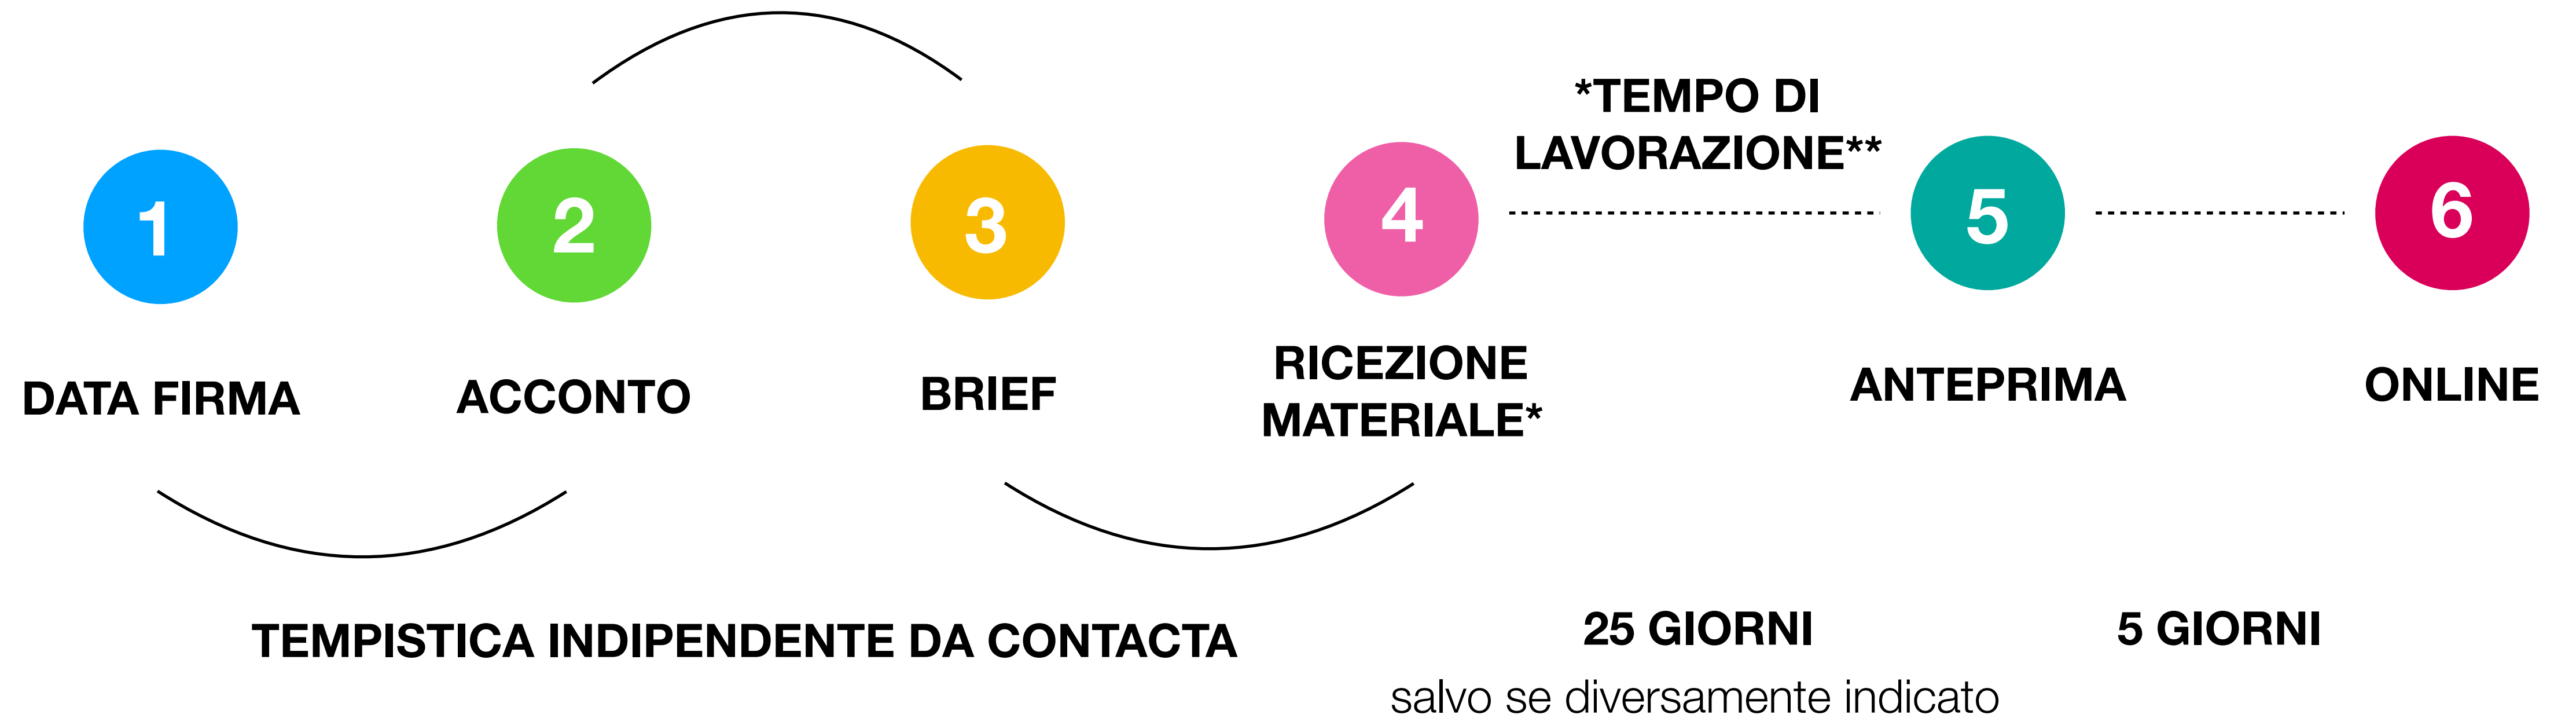 *TEMPO DI
LAVORAZIONE**
1
2
3
4
5
6
DATA FIRMA
ACCONTO
BRIEF
RICEZIONE
MATERIALE*
ANTEPRIMA
ONLINE
TEMPISTICA INDIPENDENTE DA CONTACTA
25 GIORNI
salvo se diversamente indicato
5 GIORNI